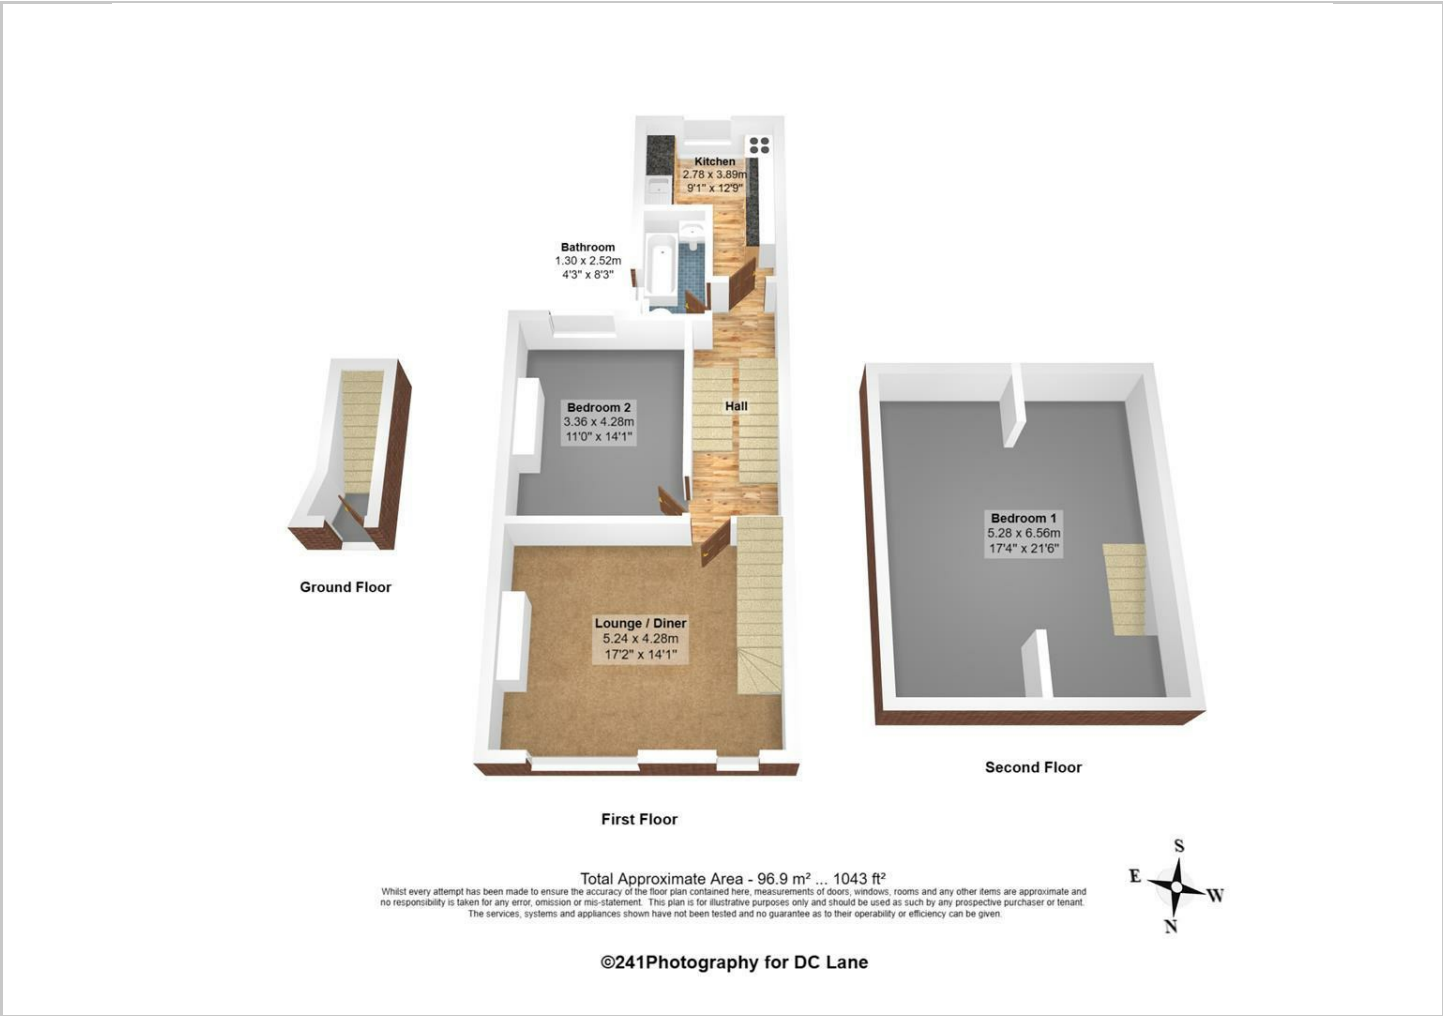 Kitchen
2.78 x 3.89m
9'1" x 12'9"
Bathroom
1.30 x 2.52m
4'3" x 8'3"
Bedroom 2
3.36 x 4.28m
11'0" x 14'1"
Hall
Bedroom 1
5.28 x 6.56m
17'4" x 21'6"
Ground Floor
Lounge / Diner
5.24 x 4.28m
17'2" x 14'1"
Second Floor
First Floor
S
E
W
N
Total Approximate Area - 96.9 m² ... 1043 ft²
Whilst every attempt has been made to ensure the accuracy of the floor plan contained here, measurements of doors, windows, rooms and any other items are approximate and
no responsibility is taken for any error, omission or mis-statement. This plan is for illustrative purposes only and should be used as such by any prospective purchaser or tenant.
The services, systems and appliances shown have not been tested and no guarantee as to their operability or efficiency can be given.
©241Photography for DC Lane